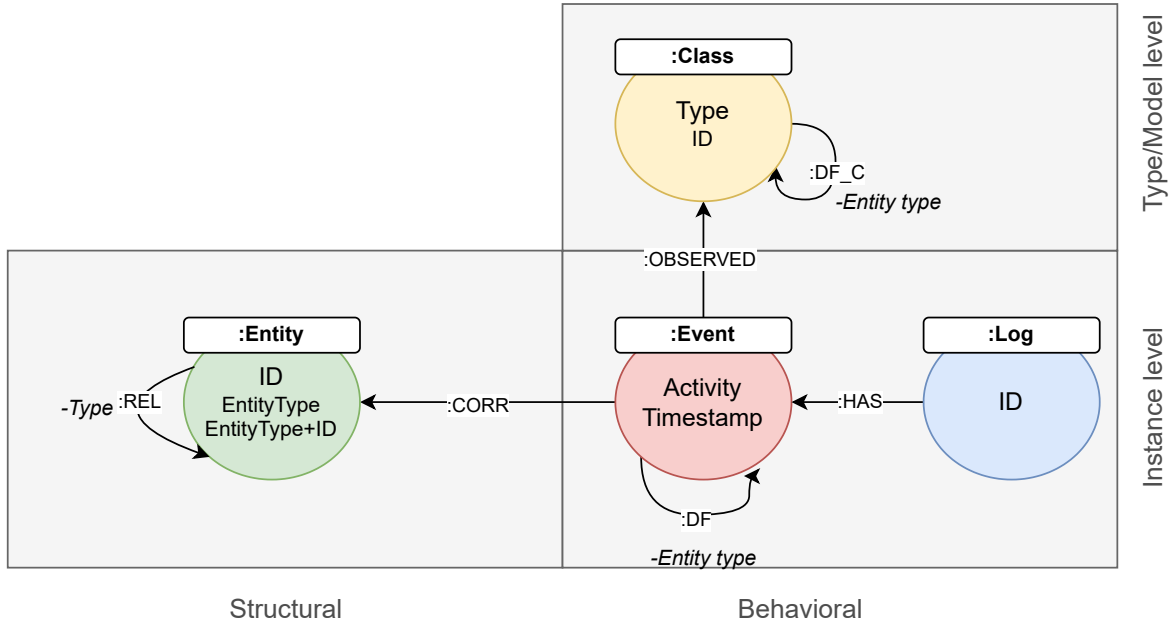 :Class
Type
ID
:DF_C
-Entity type
Type/Model level
:OBSERVED
:Entity
ID
EntityType
EntityType+ID
-Type
:REL
:CORR
:Event
Activity
Timestamp
:DF
-Entity type
:HAS
:Log
ID
Instance level
Structural
Behavioral